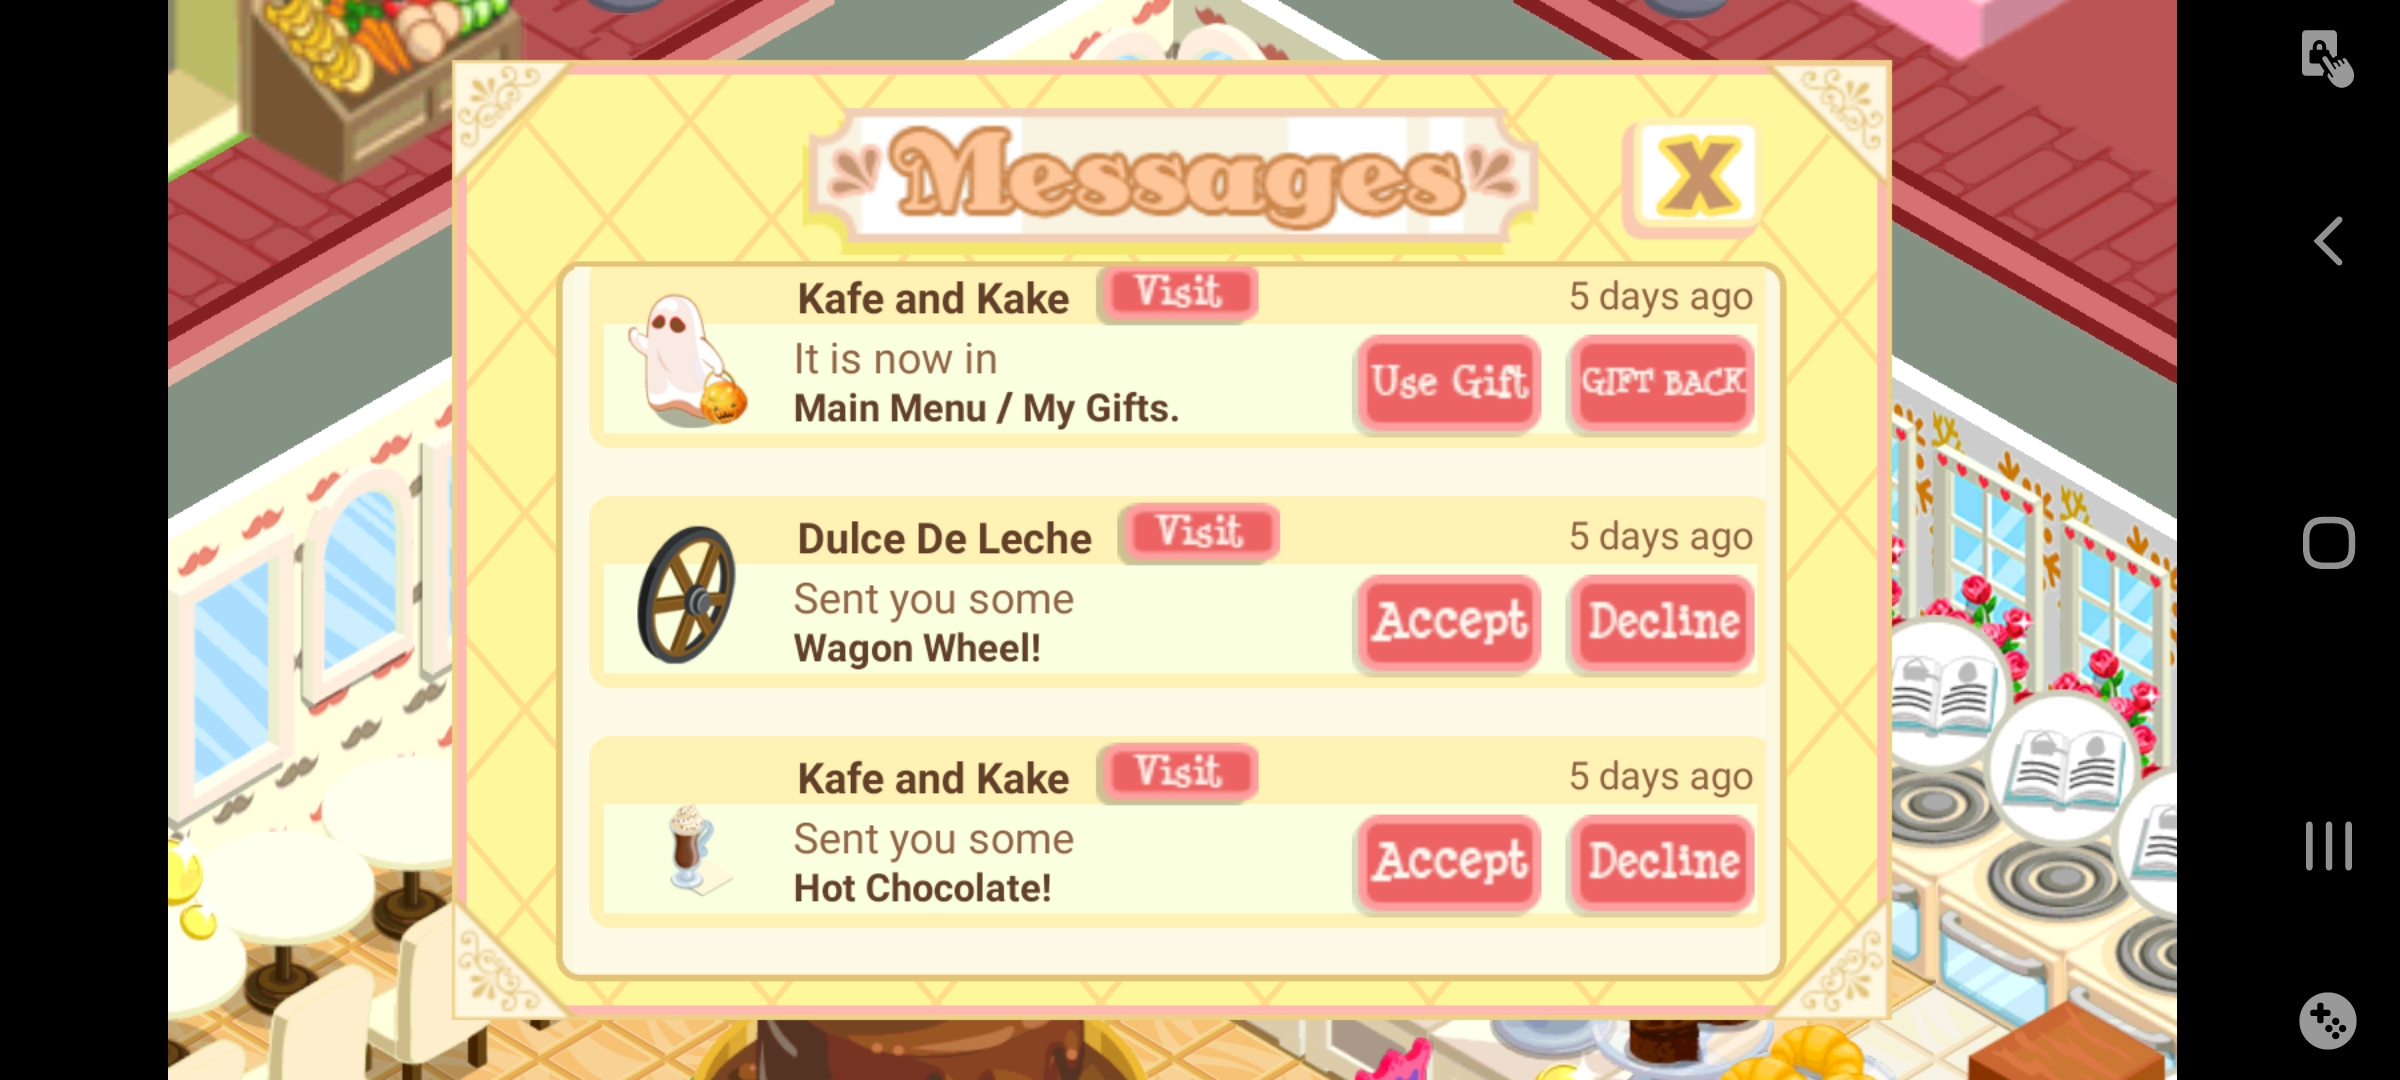 Messages
X
Kafe and Kake Visit 5 days ago
It is now in
Main Menu / My Gifts.
Use Gift GIFT BACK
Dulce De Leche Visit 5 days ago
Sent you some
Wagon Wheel!
Accept Decline
Kafe and Kake Visit 5 days ago
Sent you some
Hot Chocolate!
Accept Decline